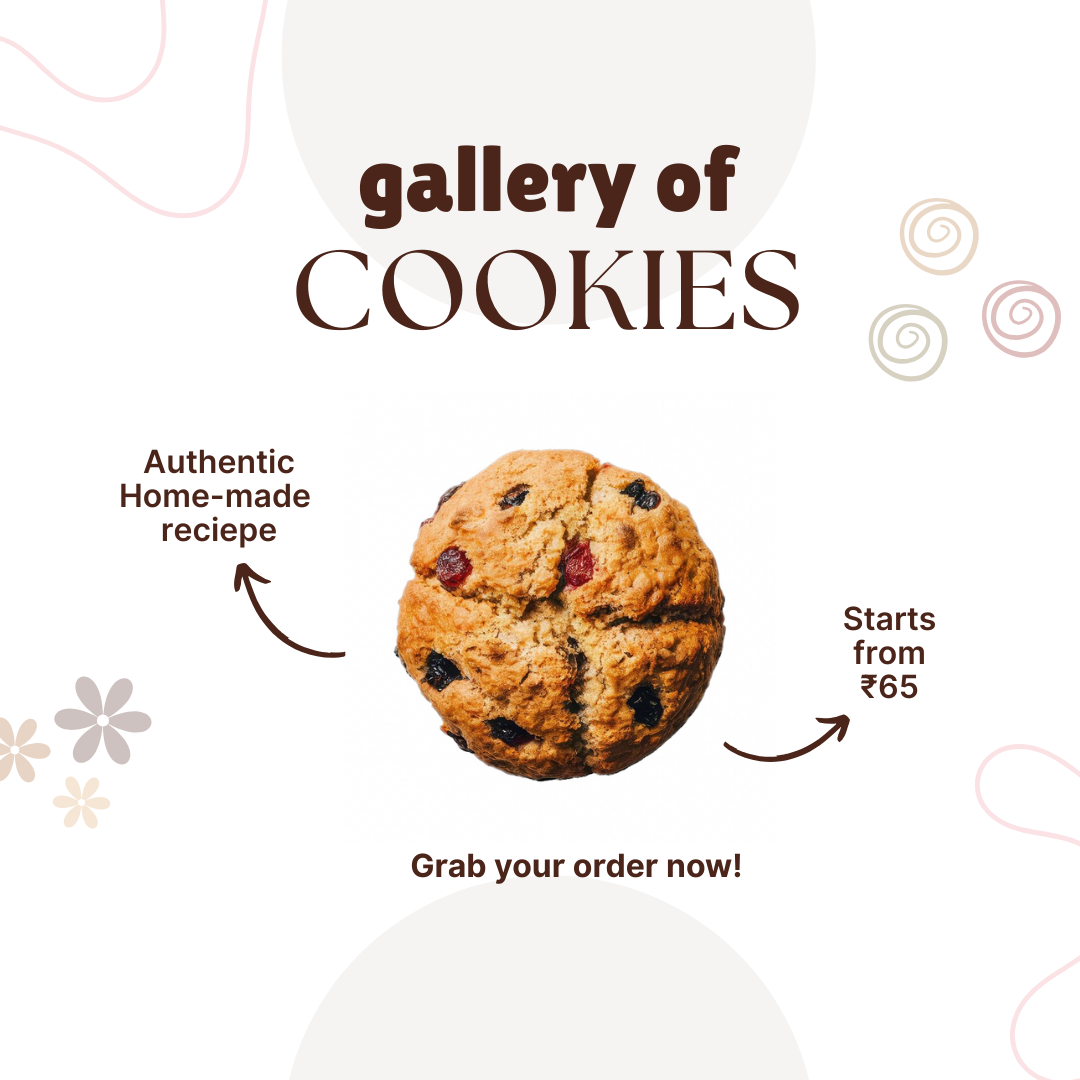 gallery of
COOKIES
Authentic
Home-made
reciepe
Starts
from
₹65
Grab your order now!